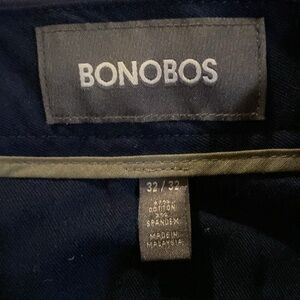 BONOBOS
32 / 32
COTTON
SPANDEX
MADE IN
MALAYSIA